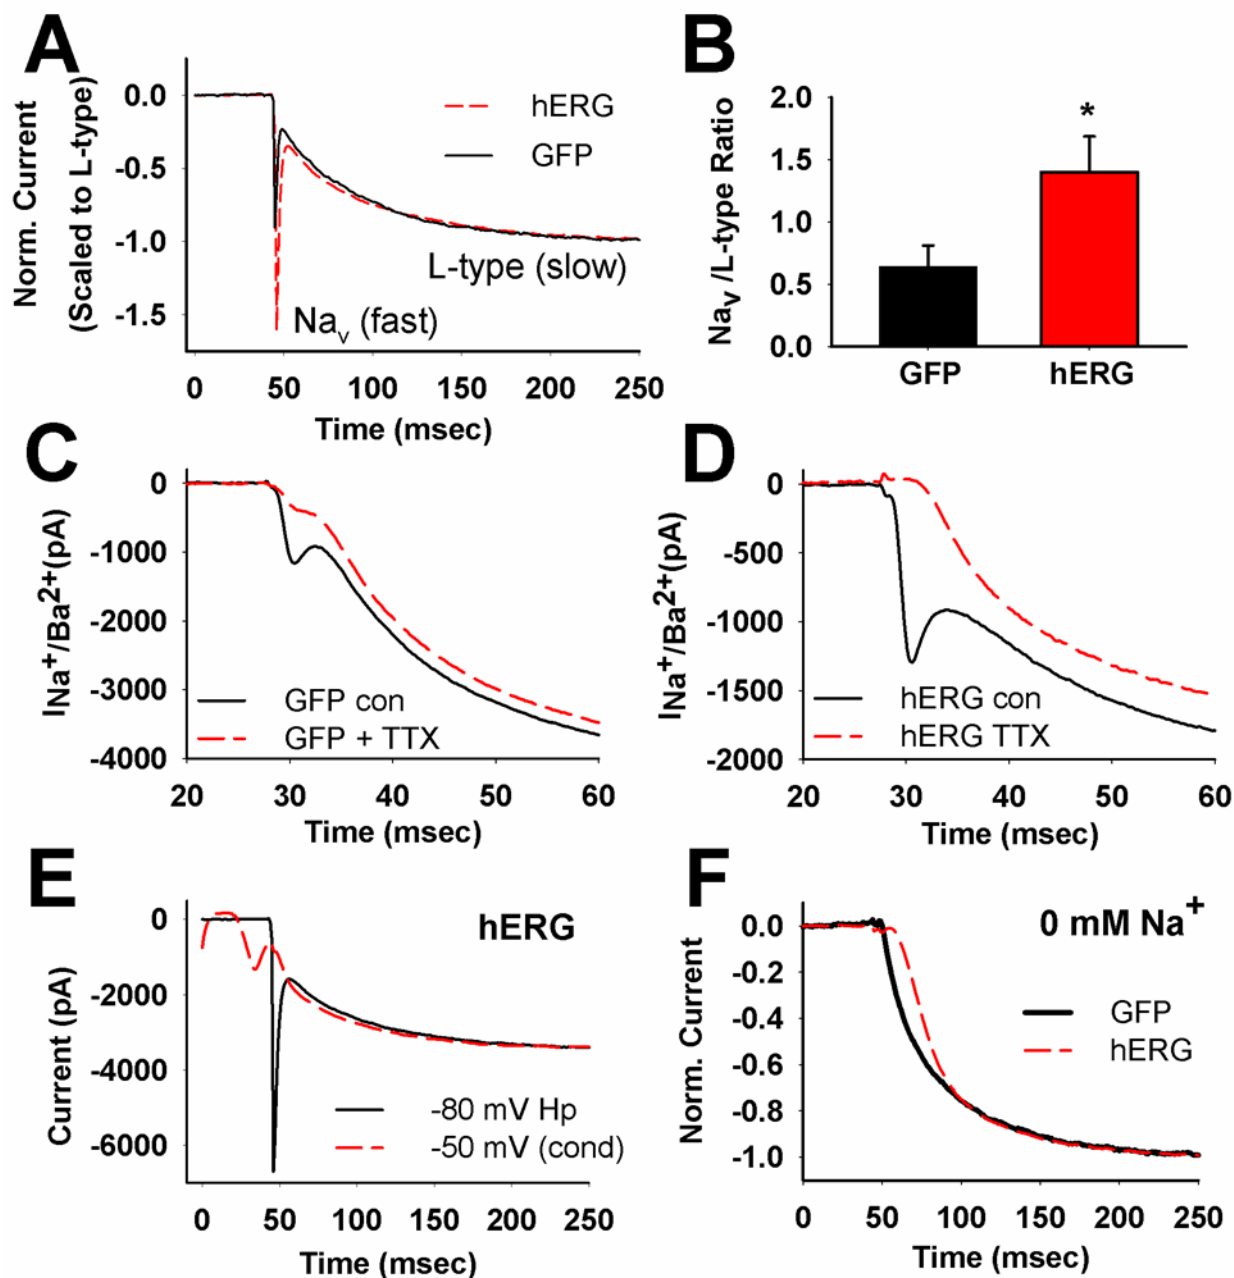 A
Norm. Current
(Scaled to L-type)
0.0
-0.5
-1.0
-1.5
hERG
GFP
L-type (slow)
Nav (fast)
0 50 100 150 200 250
Time (msec)
B
Nav /L-type Ratio
2.0
1.5
1.0
0.5
0.0
*
GFP hERG
C
INa+/Ba2+(pA)
0
-1000
-2000
-3000
-4000
GFP con
GFP + TTX
20 30 40 50 60
Time (msec)
D
INa+/Ba2+(pA)
0
-500
-1000
-1500
-2000
hERG con
hERG TTX
20 30 40 50 60
Time (msec)
E
Current (pA)
0
-2000
-4000
-6000
hERG
-80 mV Hp
-50 mV (cond)
0 50 100 150 200 250
Time (msec)
F
Norm. Current
0.0
-0.2
-0.4
-0.6
-0.8
-1.0
0 mM Na+
GFP
hERG
0 50 100 150 200 250
Time (msec)